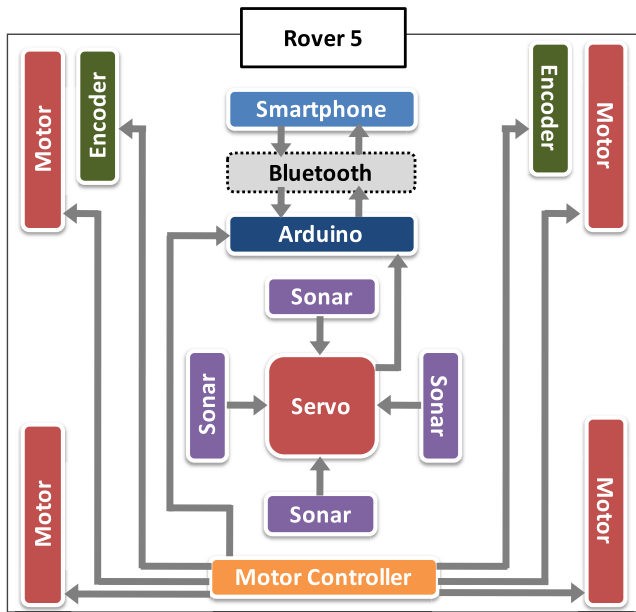 Rover 5
Motor
Encoder
Smartphone
Encoder
Motor
Bluetooth
Arduino
Sonar
Sonar
Servo
Sonar
Sonar
Motor
Motor
Motor Controller